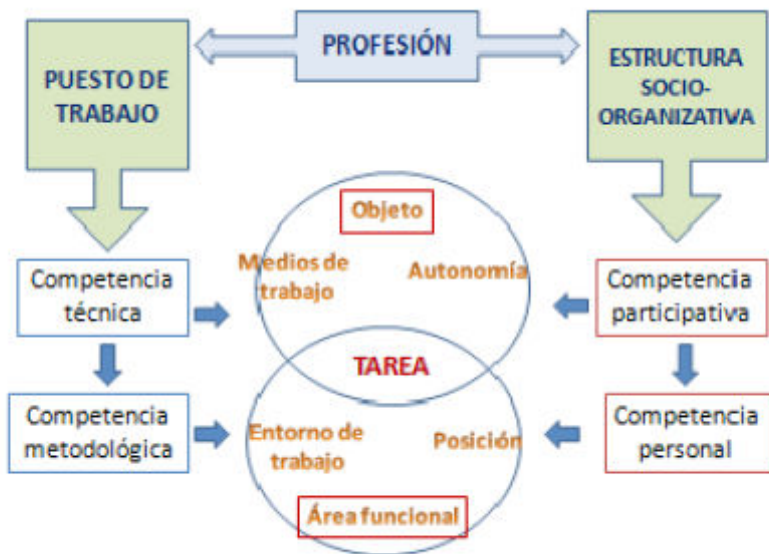 PROFESIÓN
PUESTO DE
TRABAJO
ESTRUCTURA
SOCIO-
ORGANIZATIVA
Objeto
Medios de
trabajo
Autonomía
Competencia
técnica
Competencia
participativa
TAREA
Competencia
metodológica
Entorno de
trabajo
Posición
Competencia
personal
Área funcional